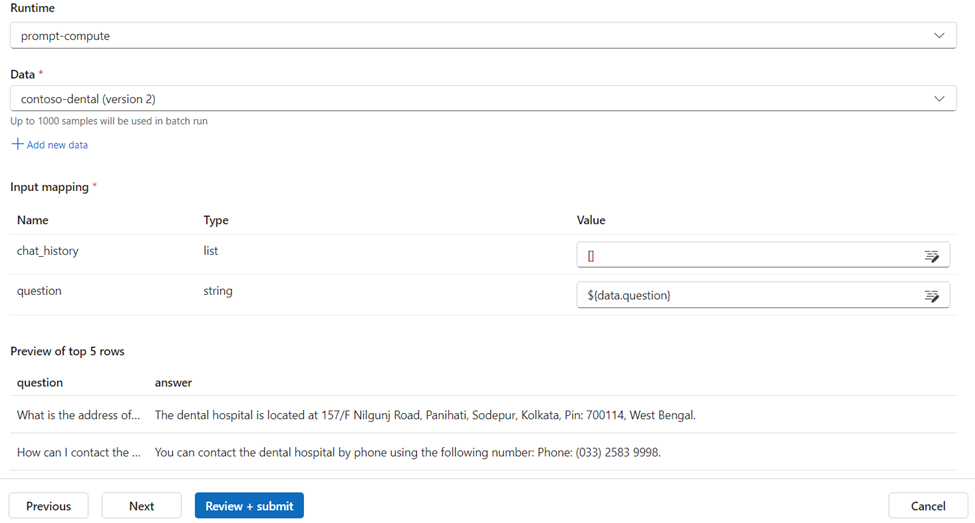 Runtime
prompt-compute
Data *
contoso-dental (version 2)
Up to 1000 samples will be used in batch run
+ Add new data
Input mapping *
Name Type Value
chat_history list []
question string ${data.question}
Preview of top 5 rows
question answer
What is the address of... The dental hospital is located at 157/F Nilgunj Road, Panihati, Sodepur, Kolkata, Pin: 700114, West Bengal.
How can I contact the ... You can contact the dental hospital by phone using the following number: Phone: (033) 2583 9998.
Previous Next Review + submit Cancel